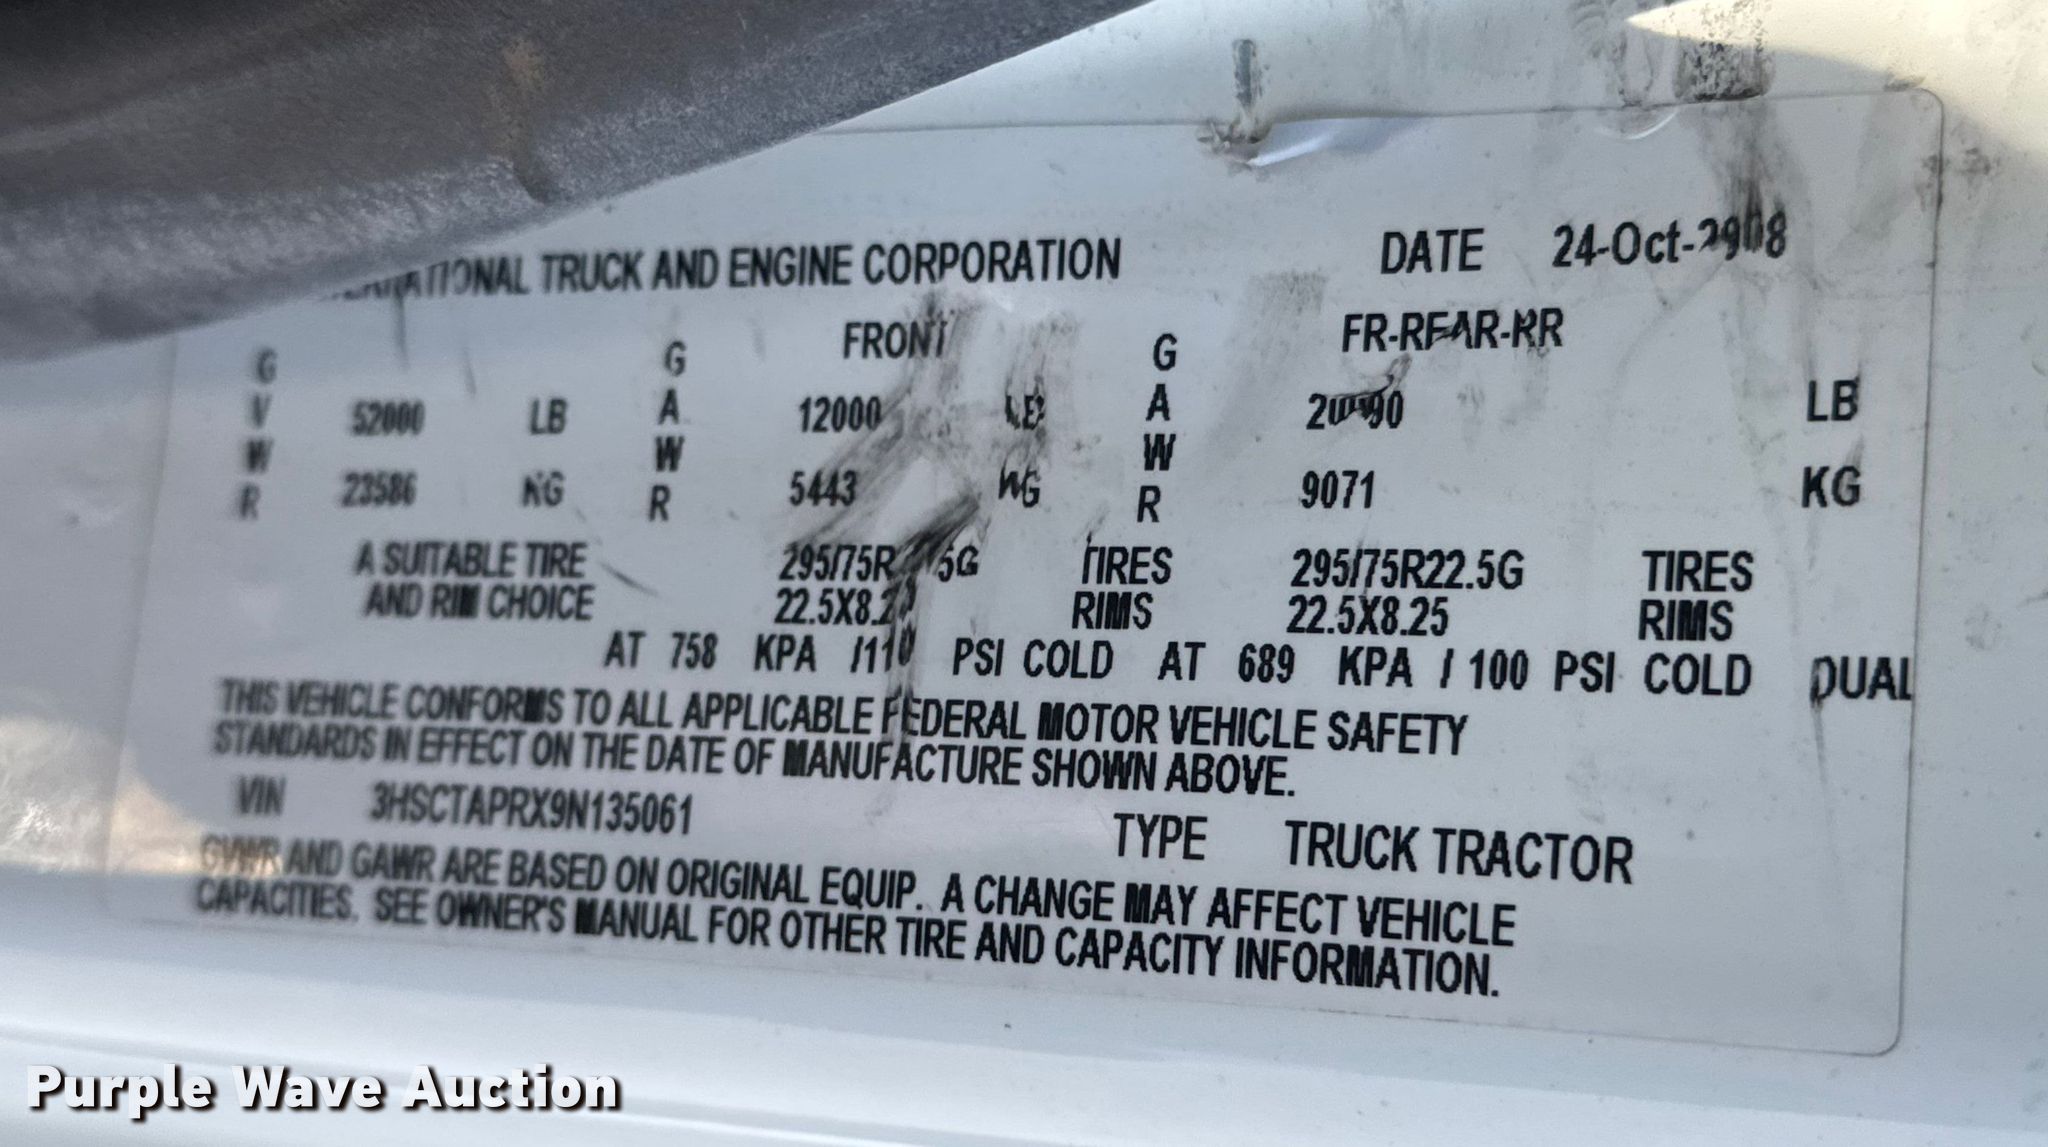 INTERNATIONAL TRUCK AND ENGINE CORPORATION DATE 24-Oct-2008
G FRONT G FR-REAR-RR
G
V 52000 LB A 12000 LB A 20000 LB
W W W
R 23586 KG R 5443 KG R 9071 KG
A SUITABLE TIRE 295/75R22.5G TIRES 295/75R22.5G TIRES
AND RIM CHOICE 22.5X8.25 RIMS 22.5X8.25 RIMS
AT 758 KPA /110 PSI COLD AT 689 KPA / 100 PSI COLD DUAL
THIS VEHICLE CONFORMS TO ALL APPLICABLE FEDERAL MOTOR VEHICLE SAFETY
STANDARDS IN EFFECT ON THE DATE OF MANUFACTURE SHOWN ABOVE.
VIN 3HSCTAPRX9N135061 TYPE TRUCK TRACTOR
GVWR AND GAWR ARE BASED ON ORIGINAL EQUIP. A CHANGE MAY AFFECT VEHICLE
CAPACITIES. SEE OWNER'S MANUAL FOR OTHER TIRE AND CAPACITY INFORMATION.
Purple Wave Auction